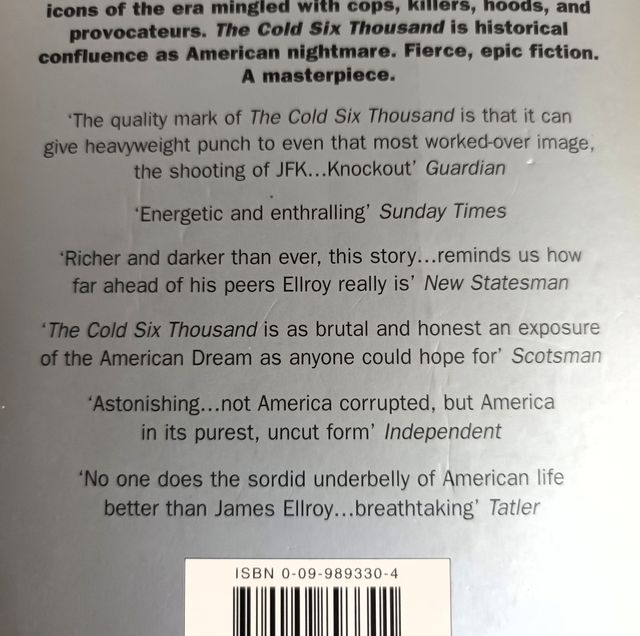 icons of the era mingled with cops, killers, hoods, and
provocateurs. The Cold Six Thousand is historical
confluence as American nightmare. Fierce, epic fiction.
A masterpiece.
‘The quality mark of The Cold Six Thousand is that it can
give heavyweight punch to even that most worked-over image,
the shooting of JFK...Knockout’ Guardian
‘Energetic and enthralling’ Sunday Times
‘Richer and darker than ever, this story...reminds us how
far ahead of his peers Ellroy really is’ New Statesman
‘The Cold Six Thousand is as brutal and honest an exposure
of the American Dream as anyone could hope for’ Scotsman
‘Astonishing...not America corrupted, but America
in its purest, uncut form’ Independent
‘No one does the sordid underbelly of American life
better than James Ellroy...breathtaking’ Tatler
ISBN 0-09-989330-4